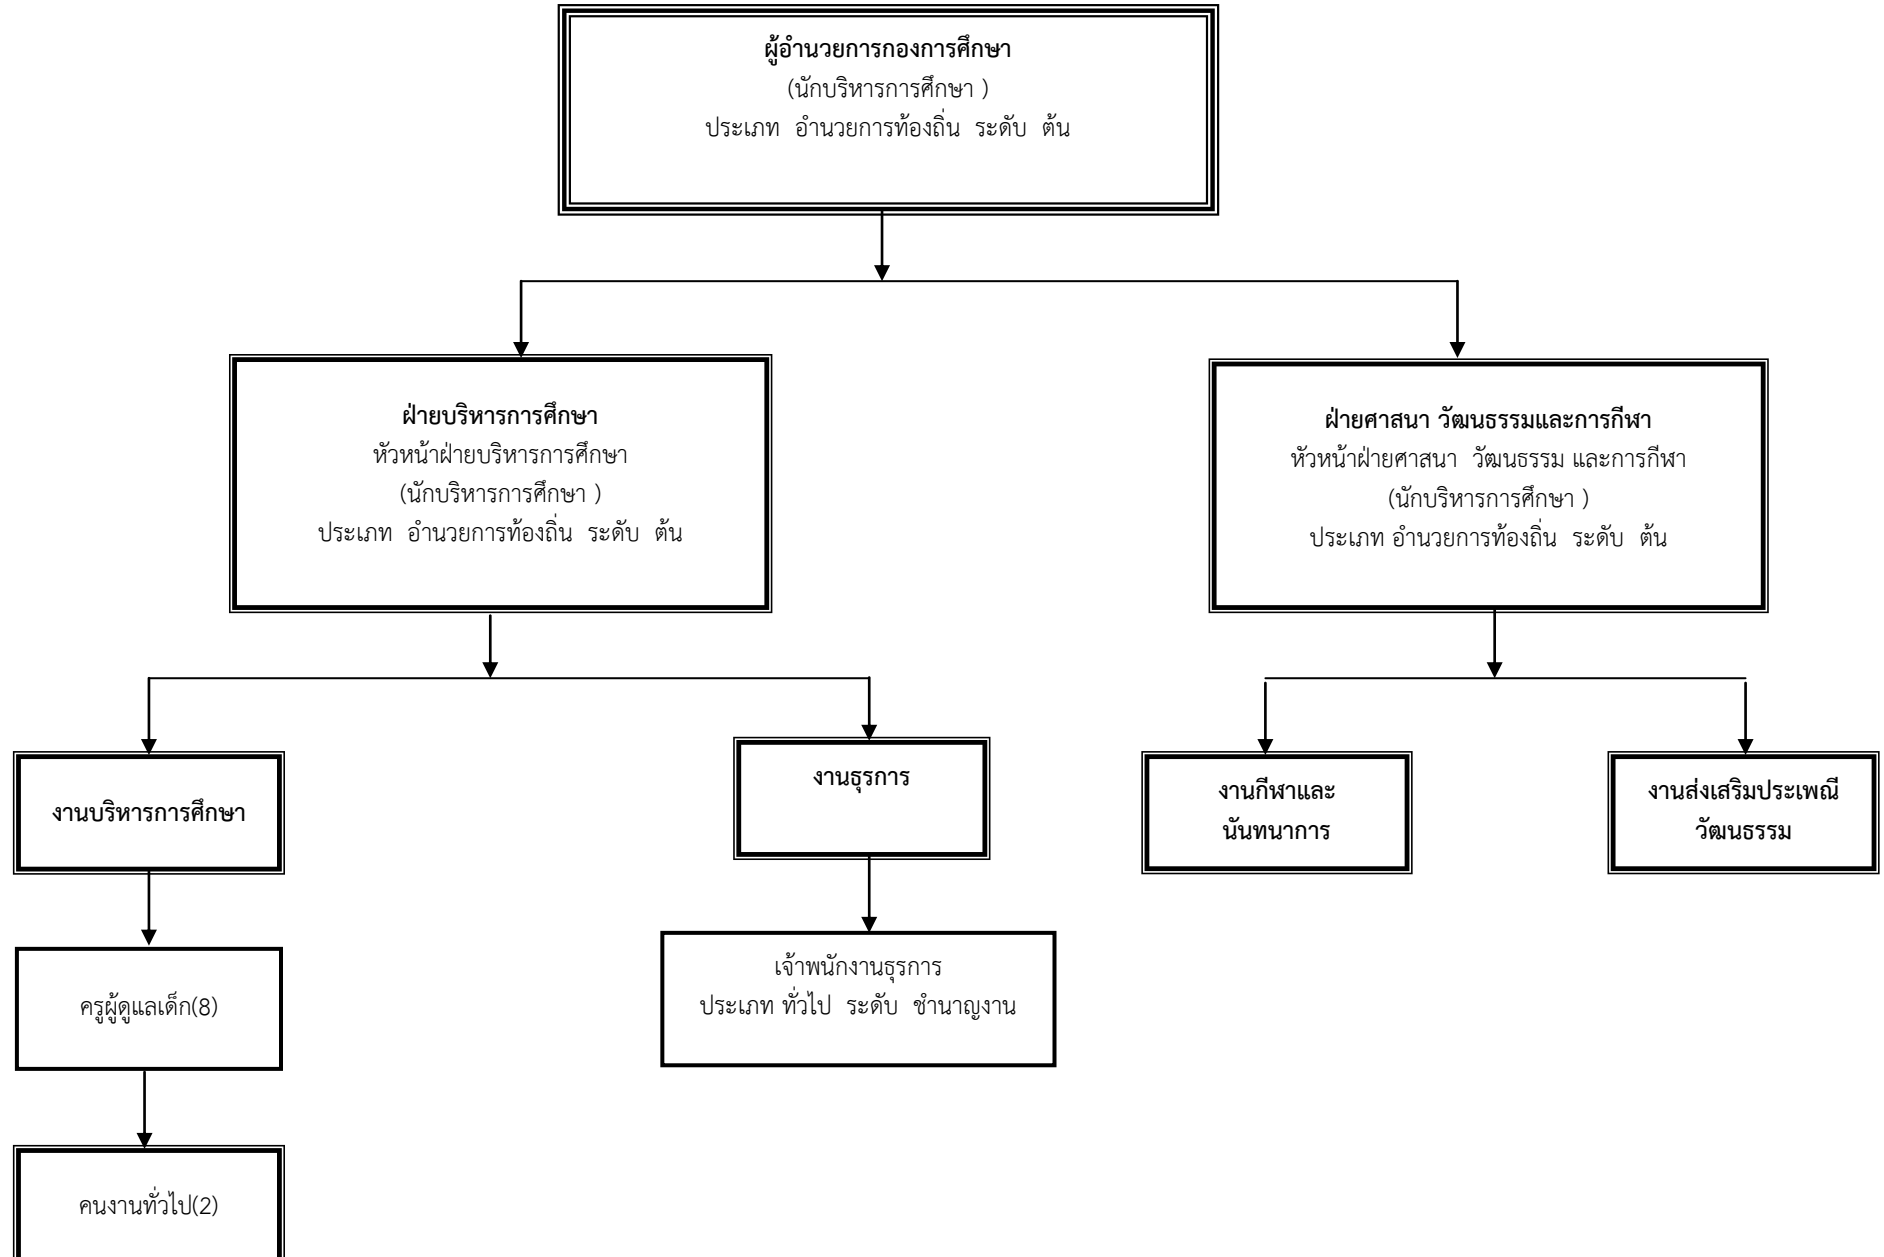 ผู้อำนวยการกองการศึกษา
(นักบริหารการศึกษา )
ประเภท อำนวยการท้องถิ่น ระดับ ต้น
ฝ่ายบริหารการศึกษา
หัวหน้าฝ่ายบริหารการศึกษา
(นักบริหารการศึกษา )
ประเภท อำนวยการท้องถิ่น ระดับ ต้น
ฝ่ายศาสนา วัฒนธรรมและการกีฬา
หัวหน้าฝ่ายศาสนา วัฒนธรรม และการกีฬา
(นักบริหารการศึกษา )
ประเภท อำนวยการท้องถิ่น ระดับ ต้น
งานบริหารการศึกษา
งานธุรการ
งานกีฬาและ
นันทนาการ
งานส่งเสริมประเพณี
วัฒนธรรม
ครูผู้ดูแลเด็ก(8)
เจ้าพนักงานธุรการ
ประเภท ทั่วไป ระดับ ชำนาญงาน
คนงานทั่วไป(2)